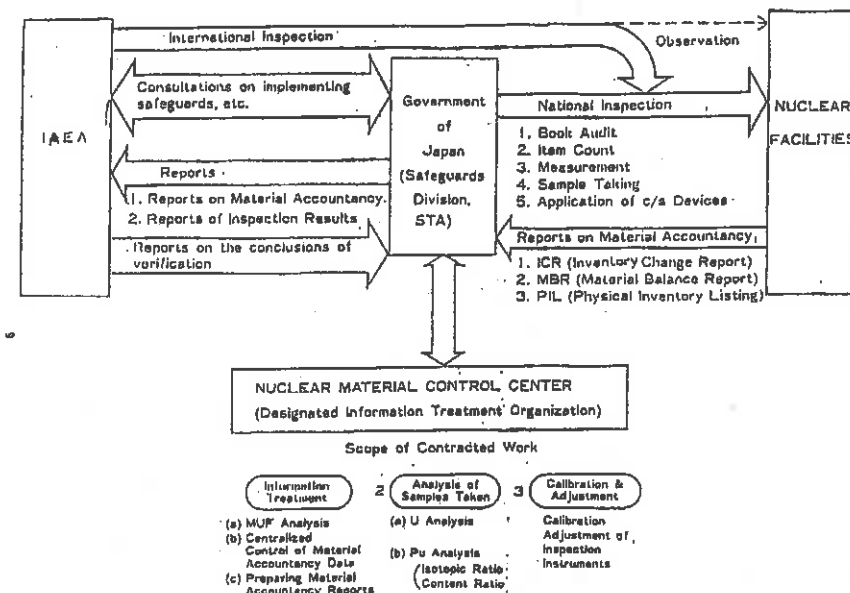 International Inspection
Observation
Consultations on implementing
safeguards, etc.
IAEA
Government
of
Japan
(Safeguards
Division,
STA)
National Inspection
1. Book Audit
2. Item Count
3. Measurement
4. Sample Taking
5. Application of c/s Devices
NUCLEAR
FACILITIES
Reports
1. Reports on Material Accountancy
2. Reports of Inspection Results
Reports on the conclusions of
verification
Reports on Material Accountancy
1. ICR (Inventory Change Report)
2. MBR (Material Balance Report)
3. PIL (Physical Inventory Listing)
NUCLEAR MATERIAL CONTROL CENTER
(Designated Information Treatment Organization)
Scope of Contracted Work
Information
Treatment
(a) MUF Analysis
(b) Centralized
Control of Material
Accountancy Data
(c) Preparing Material
Accountancy Reports
2 Analysis of
Samples Taken
(a) U Analysis
(b) Pu Analysis
(Isotopic Ratio
Content Ratio
3 Calibration &
Adjustment
Calibration
Adjustment of
Inspection
Instruments